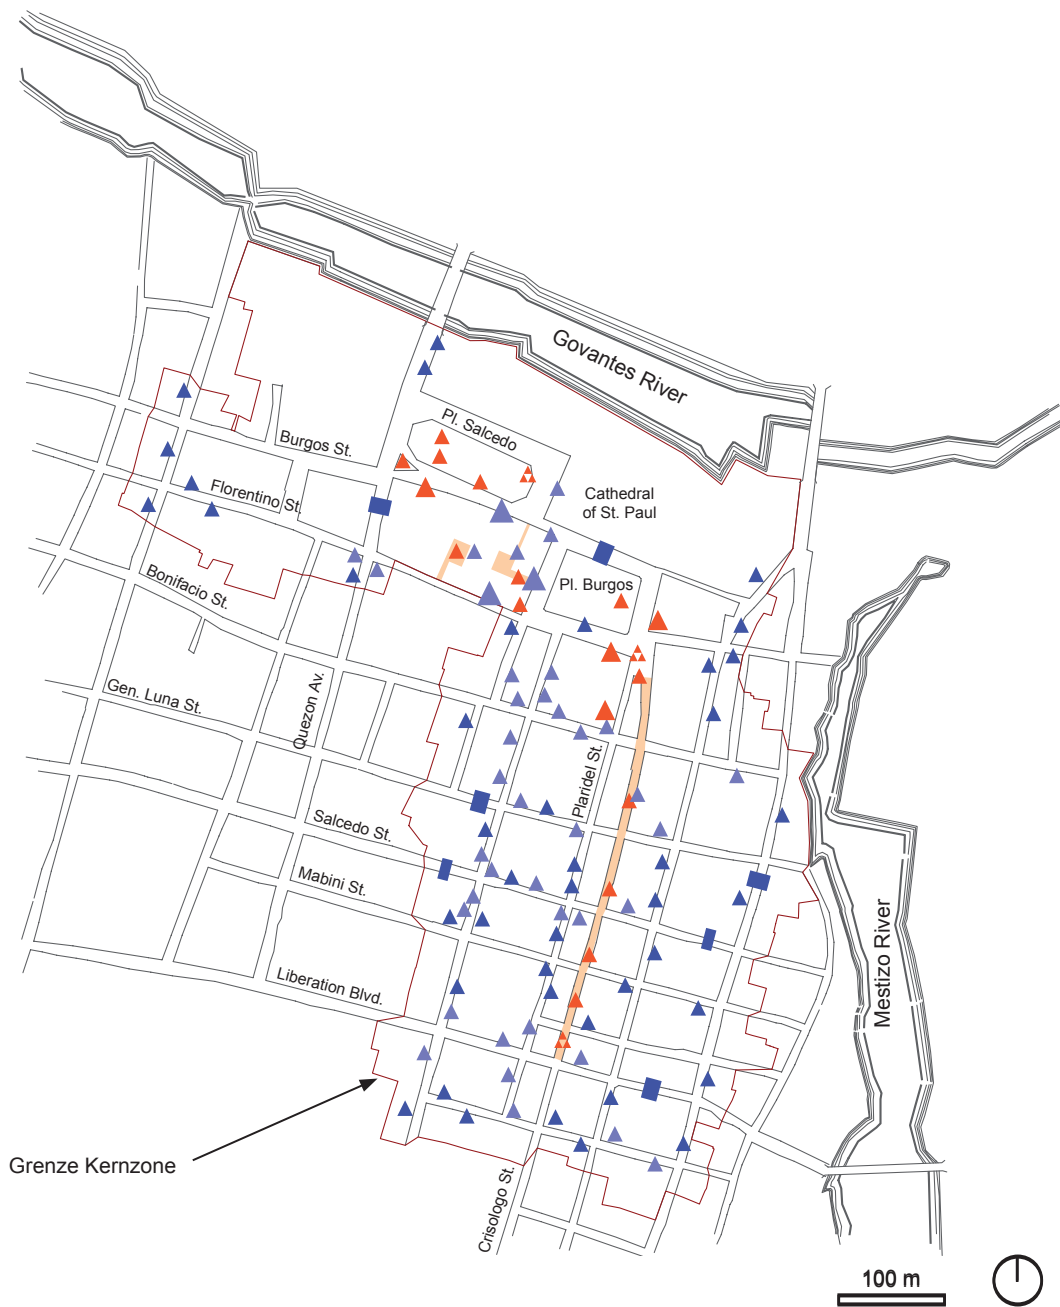 Govantes River
Pl. Salcedo
Burgos St.
Florentino St.
Cathedral
of St. Paul
Pl. Burgos
Bonifacio St.
Gen. Luna St.
Quezon Av.
Plaridel St.
Salcedo St.
Mabini St.
Liberation Blvd.
Mestizo River
Grenze Kernzone
Crisologo St.
100 m